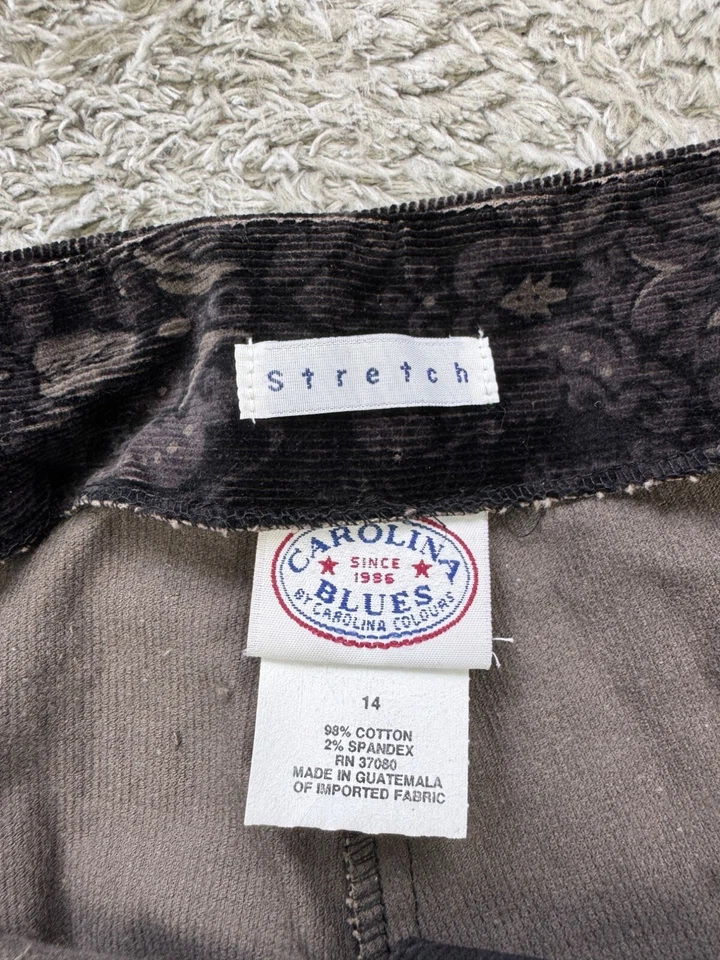 Stretch
CAROLINA
SINCE
1986
BLUES
BY CAROLINA COLOURS
14
98% COTTON
2% SPANDEX
RN 37080
MADE IN GUATEMALA
OF IMPORTED FABRIC